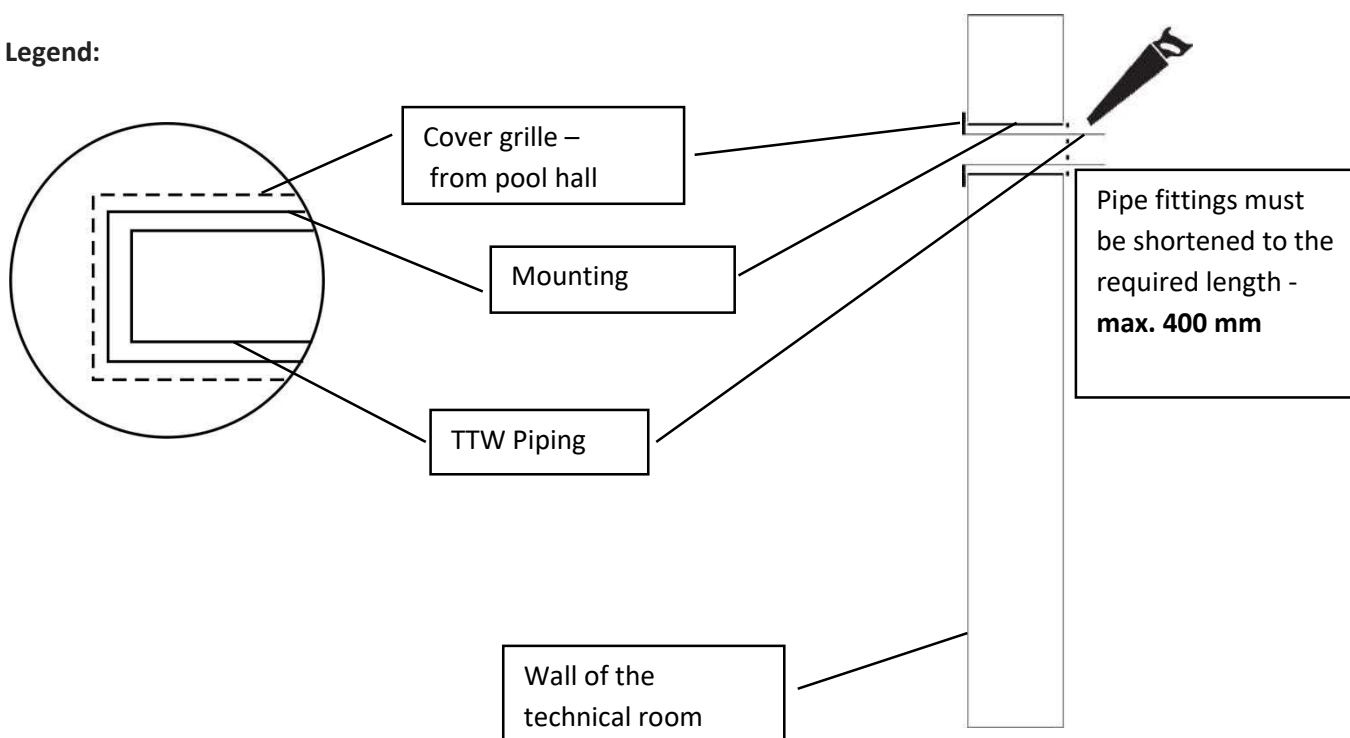 Legend:
Cover grille –
from pool hall
Mounting
TTW Piping
Wall of the
technical room
Pipe fittings must
be shortened to the
required length -
max. 400 mm